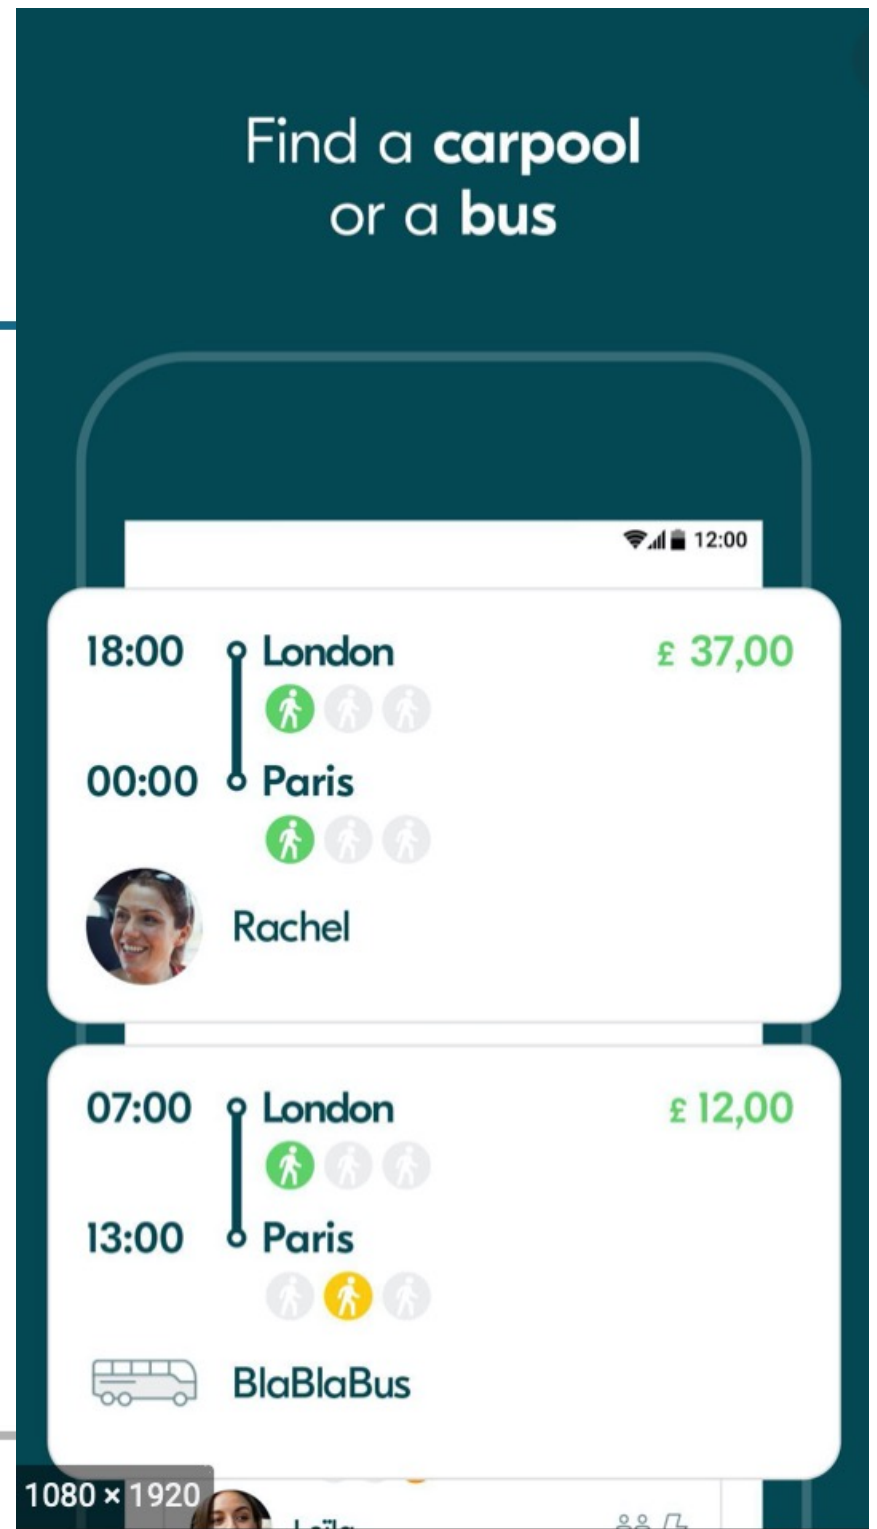 Find a carpool
or a bus
12:00
18:00 London £ 37,00
00:00 Paris
Rachel
07:00 London £ 12,00
13:00 Paris
BlaBlaBus
1080 × 1920